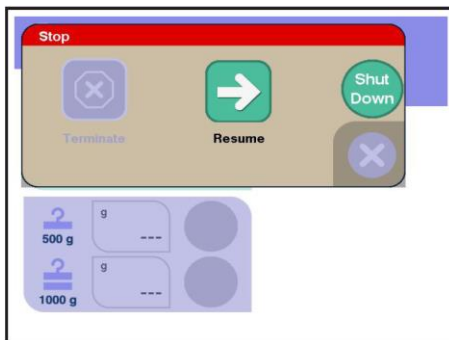 Stop
Shut
Down
Terminate
Resume
g
---
500 g
g
---
1000 g